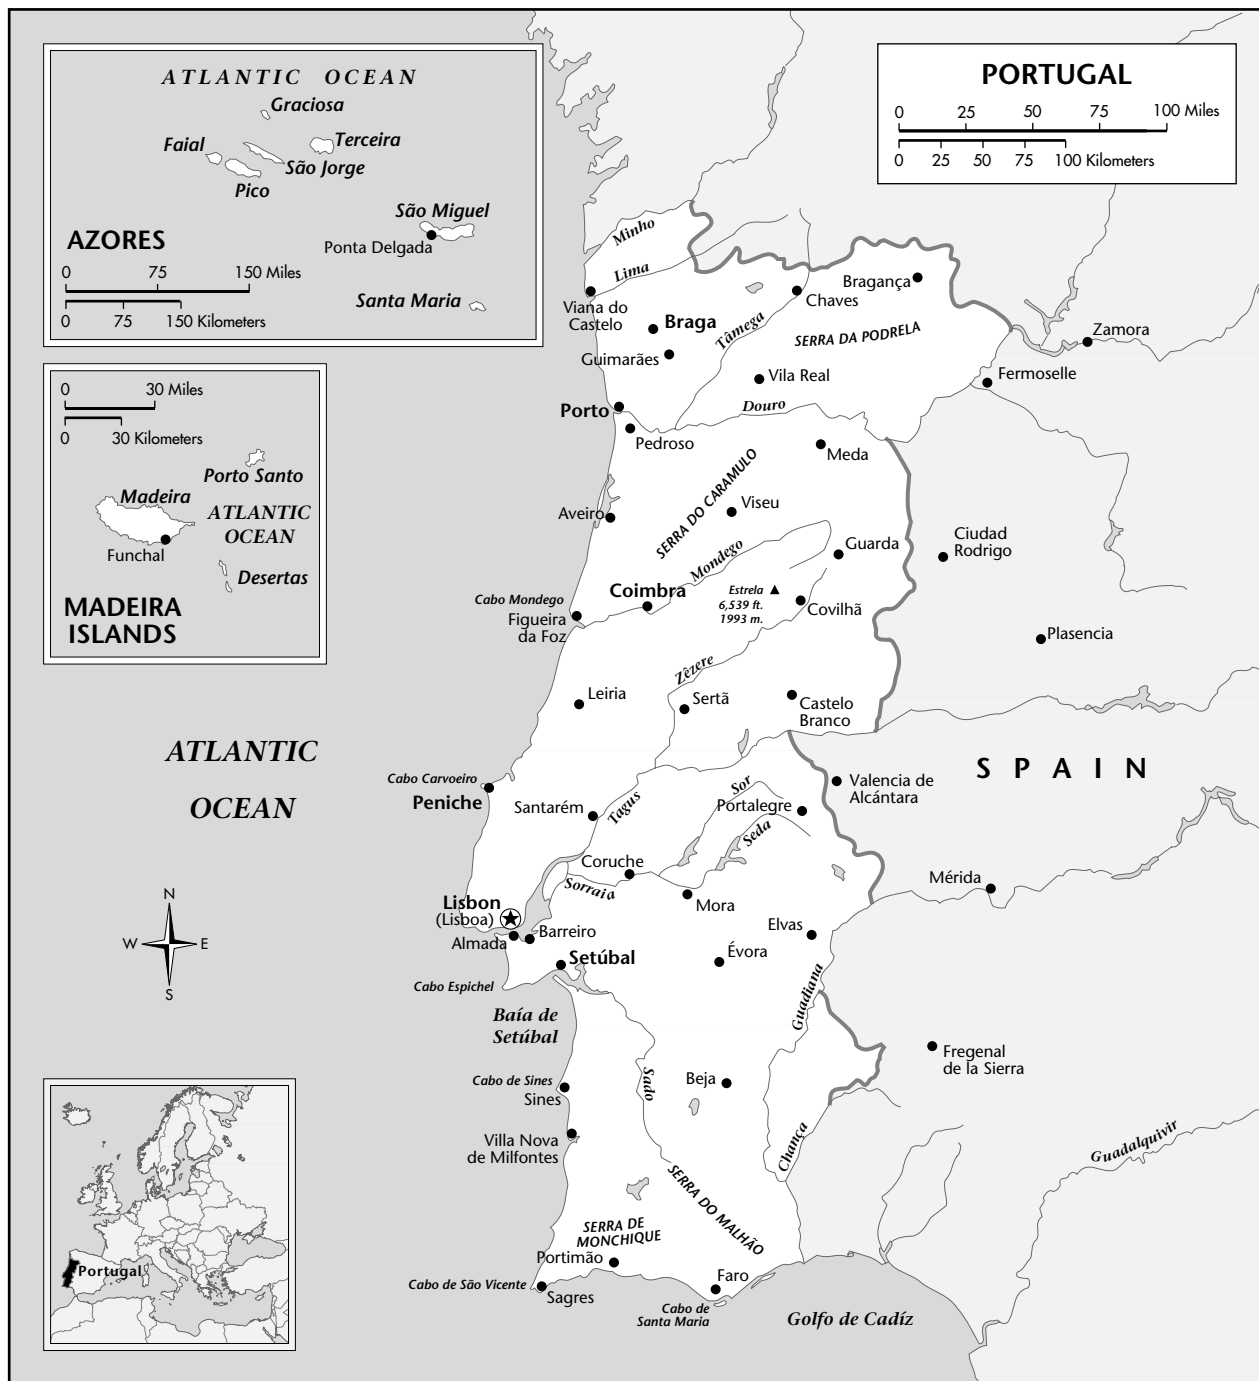 ATLANTIC OCEAN
Graciosa
Faial
Terceira
São Jorge
Pico
São Miguel
AZORES
Ponta Delgada
0 75 150 Miles
0 75 150 Kilometers
Santa Maria
PORTUGAL
0 25 50 75 100 Miles
0 25 50 75 100 Kilometers
0 30 Miles
0 30 Kilometers
Porto Santo
Madeira
ATLANTIC
OCEAN
Funchal
Desertas
MADEIRA
ISLANDS
Minho
Lima
Viana do
Castelo
Braga
Guimarães
Tâmega
Chaves
Bragança
SERRA DA PODRELA
Zamora
Fermoselle
Vila Real
Porto
Douro
Pedroso
Meda
SERRA DO CARAMULO
Viseu
Aveiro
Mondego
Guarda
Ciudad
Rodrigo
Cabo Mondego
Coimbra
Figueira
da Foz
Estrela
6,539 ft.
1993 m.
Covilhã
Plasencia
Zêzere
Leiria
Sertã
Castelo
Branco
ATLANTIC
OCEAN
SPAIN
Cabo Carvoeiro
Peniche
Santarém
Tagus
Sor
Portalegre
Seda
Valencia de
Alcántara
Coruche
Sorraia
Mora
Mérida
Lisbon
(Lisboa)
Almada
Barreiro
Elvas
Setúbal
Évora
Cabo Espichel
Guadiana
Baía de
Setúbal
N
W E
S
Fregenal
de la Sierra
Cabo de Sines
Sines
Sado
Beja
Villa Nova
de Milfontes
Chança
Guadalquivir
SERRA DO MALHÃO
SERRA DE
MONCHIQUE
Portimão
Cabo de São Vicente
Sagres
Faro
Cabo de
Santa Maria
Golfo de Cadíz
Portugal